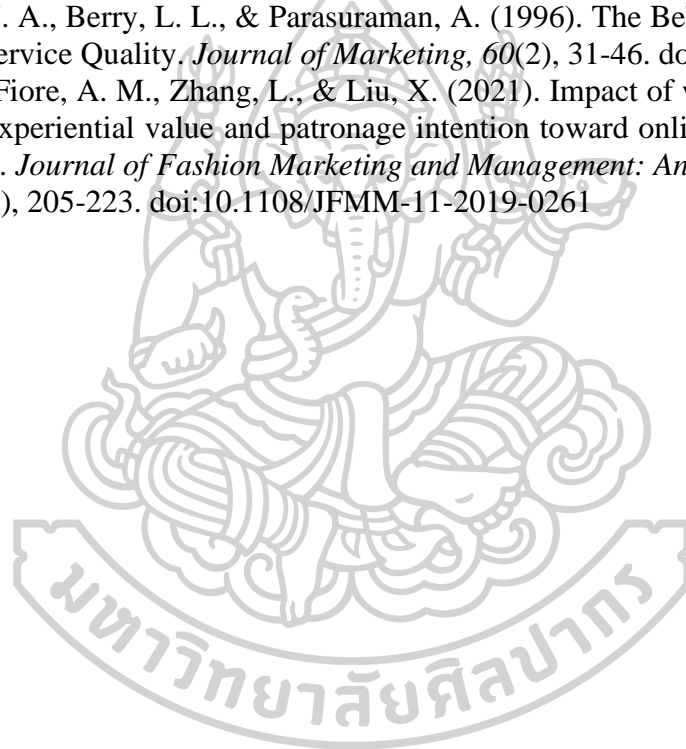 . A., Berry, L. L., & Parasuraman, A. (1996). The Be
ervice Quality. Journal of Marketing, 60(2), 31-46. do
Fiore, A. M., Zhang, L., & Liu, X. (2021). Impact of
xperiential value and patronage intention toward onli
. Journal of Fashion Marketing and Management: An
), 205-223. doi:10.1108/JFMM-11-2019-0261
มหาวิทยาลัยศิลปากร